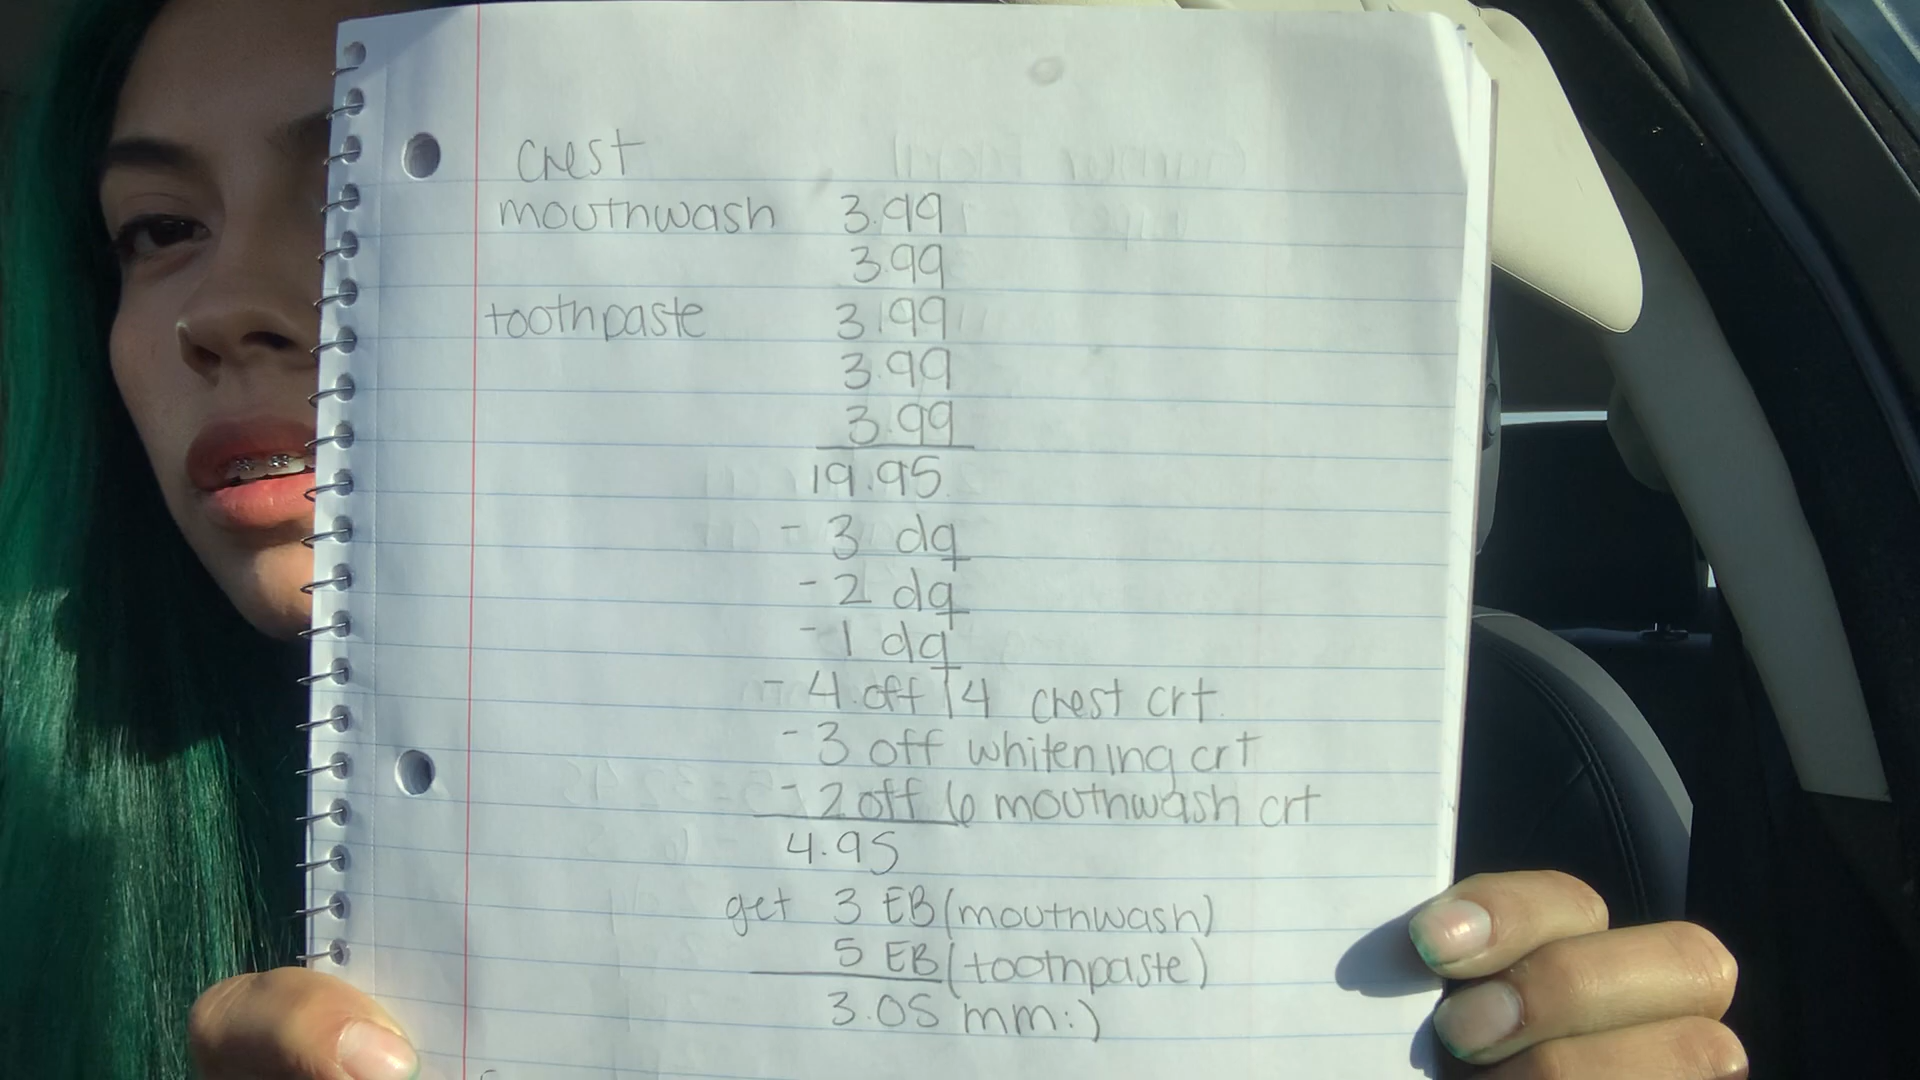 crest
mouthwash 3.99
3.99
toothpaste 3.99
3.99
3.99
19.95
- 3 dq
- 2 dq
- 1 dq
- 4 off 14 crest crt.
- 3 off whitening crt
- 2 off 6 mouthwash crt
4.95
get 3 EB (mouthwash)
5 EB (toothpaste)
3.05 mm :)